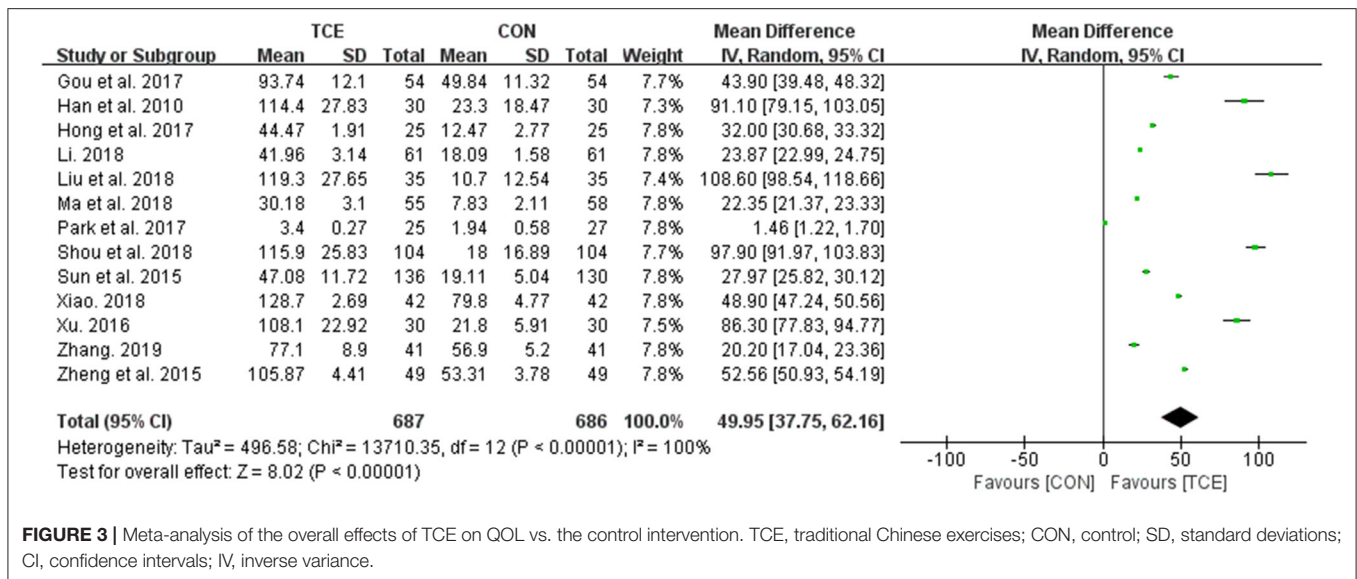 TCE CON Mean Difference Mean Difference
Study or Subgroup Mean SD Total Mean SD Total Weight IV, Random, 95% CI IV, Random, 95% CI
Gou et al. 2017 93.74 12.1 54 49.84 11.32 54 7.7% 43.90 [39.48, 48.32]
Han et al. 2010 114.4 27.83 30 23.3 18.47 30 7.3% 91.10 [79.15, 103.05]
Hong et al. 2017 44.47 1.91 25 12.47 2.77 25 7.8% 32.00 [30.68, 33.32]
Li. 2018 41.96 3.14 61 18.09 1.58 61 7.8% 23.87 [22.99, 24.75]
Liu et al. 2018 119.3 27.65 35 10.7 12.54 35 7.4% 108.60 [98.54, 118.66]
Ma et al. 2018 30.18 3.1 55 7.83 2.11 58 7.8% 22.35 [21.37, 23.33]
Park et al. 2017 3.4 0.27 25 1.94 0.58 27 7.8% 1.46 [1.22, 1.70]
Shou et al. 2018 115.9 25.83 104 18 16.89 104 7.7% 97.90 [91.97, 103.83]
Sun et al. 2015 47.08 11.72 136 19.11 5.04 130 7.8% 27.97 [25.82, 30.12]
Xiao. 2018 128.7 2.69 42 79.8 4.77 42 7.8% 48.90 [47.24, 50.56]
Xu. 2016 108.1 22.92 30 21.8 5.91 30 7.5% 86.30 [77.83, 94.77]
Zhang. 2019 77.1 8.9 41 56.9 5.2 41 7.8% 20.20 [17.04, 23.36]
Zheng et al. 2015 105.87 4.41 49 53.31 3.78 49 7.8% 52.56 [50.93, 54.19]
Total (95% CI) 687 686 100.0% 49.95 [37.75, 62.16]
Heterogeneity: Tau² = 496.58; Chi² = 13710.35, df = 12 (P < 0.00001); I² = 100%
Test for overall effect: Z = 8.02 (P < 0.00001)
-100 -50 0 50 100
Favours [CON] Favours [TCE]
FIGURE 3 | Meta-analysis of the overall effects of TCE on QOL vs. the control intervention. TCE, traditional Chinese exercises; CON, control; SD, standard deviations;
CI, confidence intervals; IV, inverse variance.